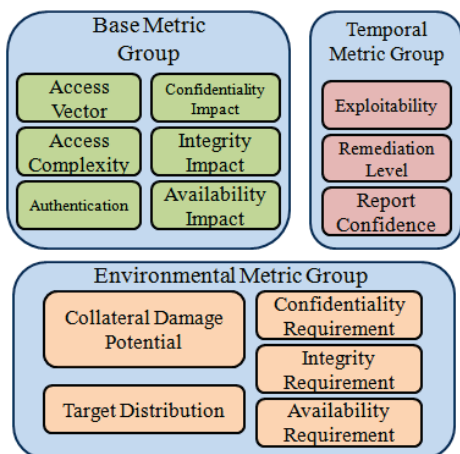 Base Metric
Group
Access
Vector
Confidentiality
Impact
Access
Complexity
Integrity
Impact
Authentication
Availability
Impact
Temporal
Metric Group
Exploitability
Remediation
Level
Report
Confidence
Environmental Metric Group
Collateral Damage
Potential
Target Distribution
Confidentiality
Requirement
Integrity
Requirement
Availability
Requirement